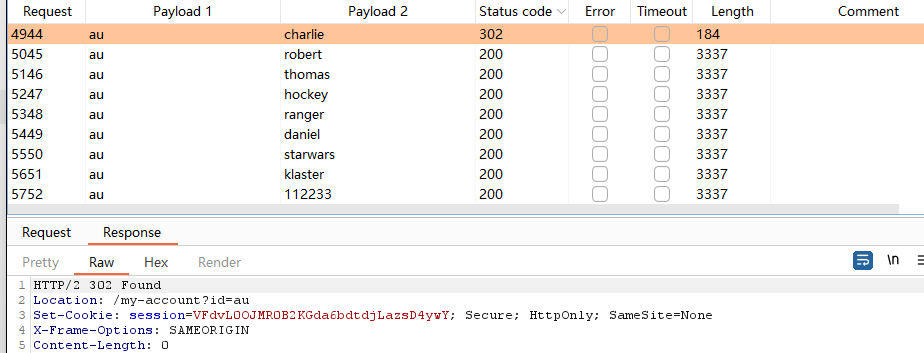 Request Payload 1 Payload 2 Status code Error Timeout Length Comment
4944 au charlie 302 184
5045 au robert 200 3337
5146 au thomas 200 3337
5247 au hockey 200 3337
5348 au ranger 200 3337
5449 au daniel 200 3337
5550 au starwars 200 3337
5651 au klaster 200 3337
5752 au 112233 200 3337
Request Response
Pretty Raw Hex Render \n
1 HTTP/2 302 Found
2 Location: /my-account?id=au
3 Set-Cookie: session=VFdvL0OJMR0B2KGda6bdtdjLazsD4ywY; Secure; HttpOnly; SameSite=None
4 X-Frame-Options: SAMEORIGIN
5 Content-Length: 0